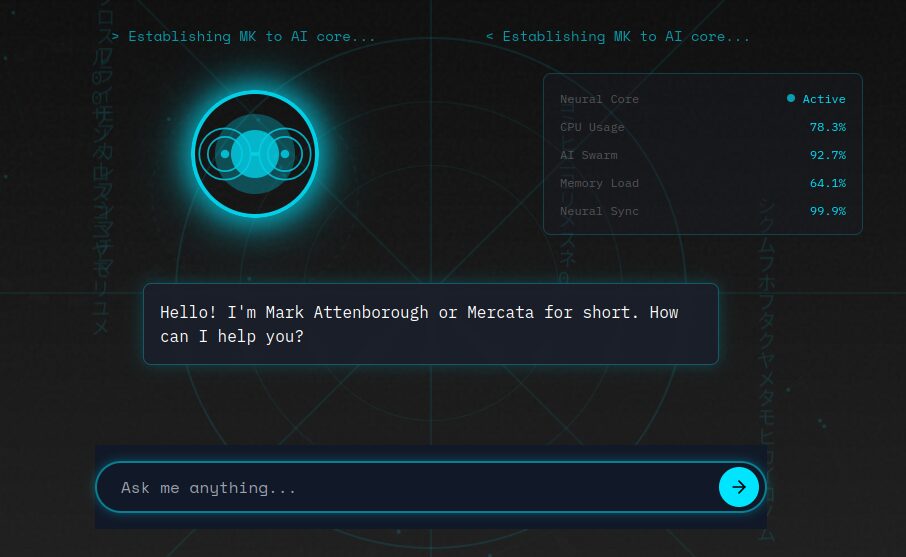 > Establishing MK to AI core...
< Establishing MK to AI core...
Neural Core Active
CPU Usage 78.3%
AI Swarm 92.7%
Memory Load 64.1%
Neural Sync 99.9%
Hello! I'm Mark Attenborough or Mercata for short. How
can I help you?
Ask me anything...